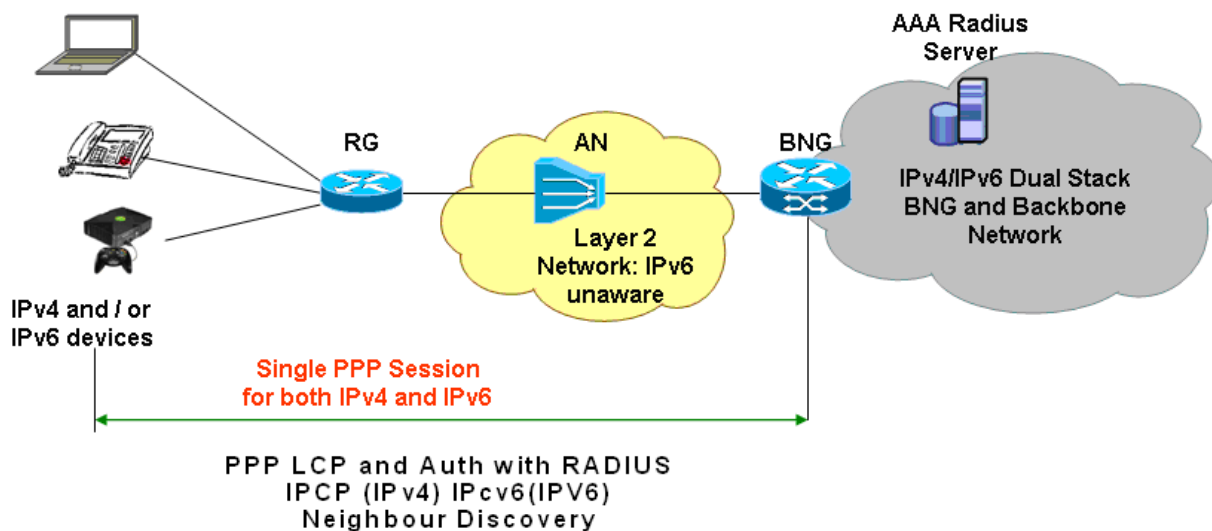 AAA Radius
Server
RG
AN
BNG
IPv4/IPv6 Dual Stack
BNG and Backbone
Network
Layer 2
Network: IPv6
unaware
IPv4 and / or
IPv6 devices
Single PPP Session
for both IPv4 and IPv6
PPP LCP and Auth with RADIUS
IPCP (IPv4) IPcv6(IPV6)
Neighbour Discovery